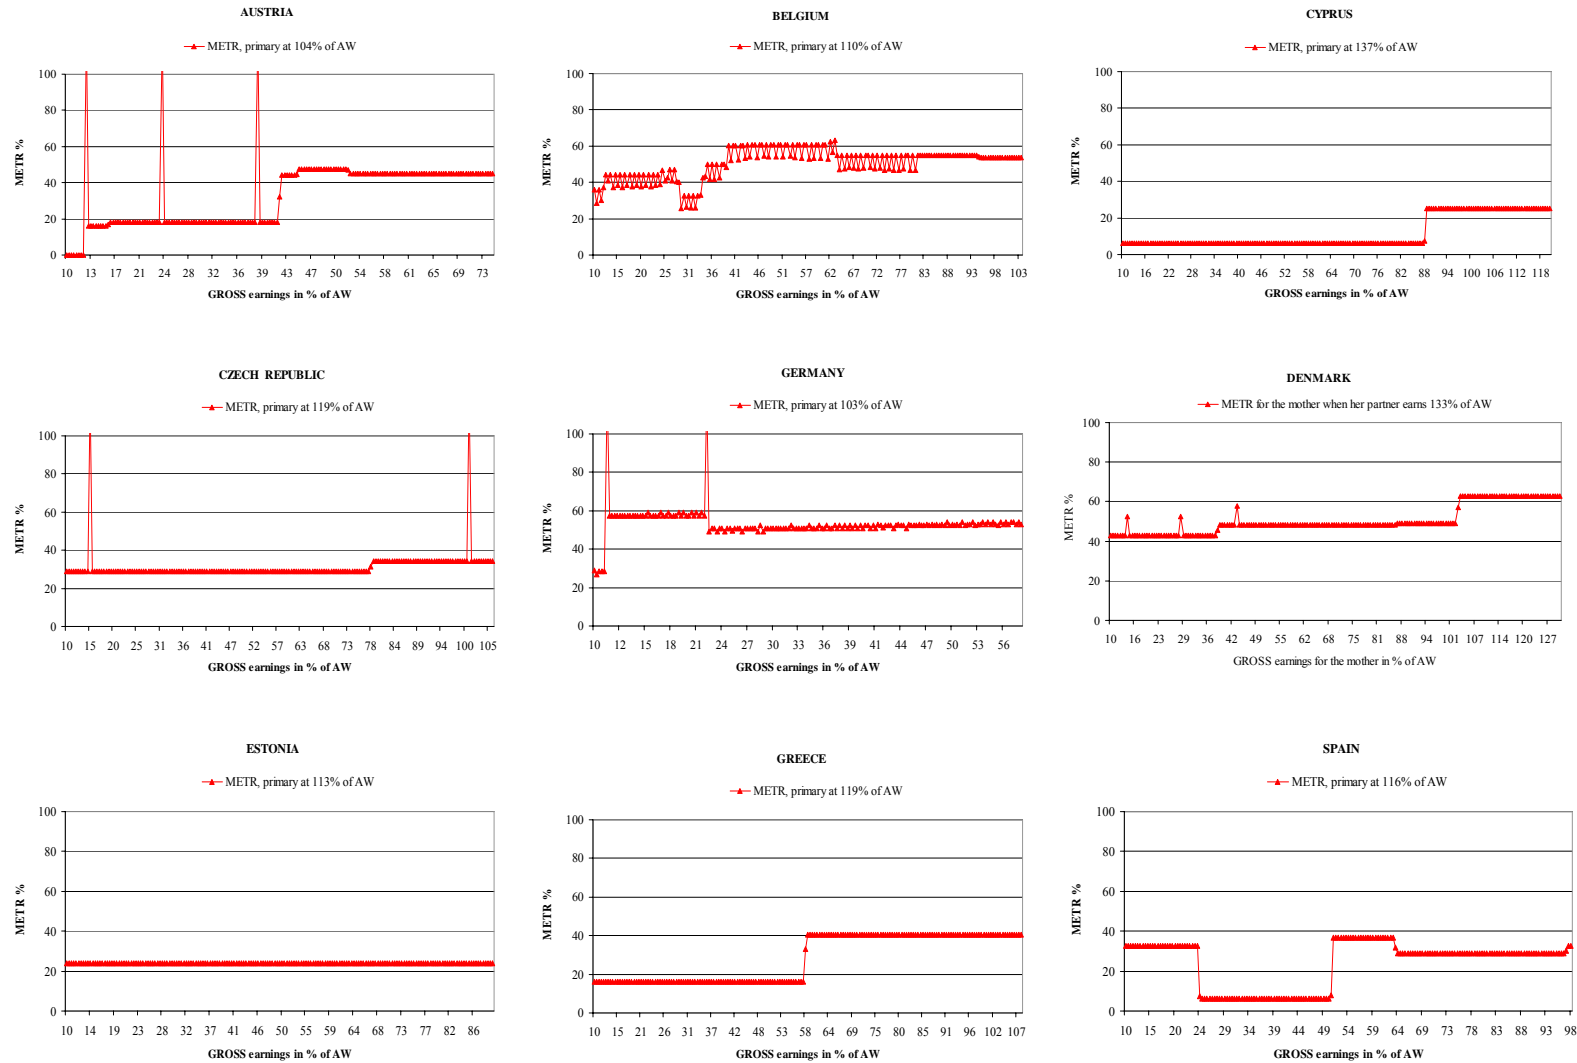 AUSTRIA
METR, primary at 104% of AW
METR %
100
80
60
40
20
0
10 13 17 21 24 28 32 36 39 43 47 50 54 58 61 65 69 73
GROSS earnings in % of AW
BELGIUM
METR, primary at 110% of AW
METR %
100
80
60
40
20
0
10 15 20 25 31 36 41 46 51 57 62 67 72 77 83 88 93 98 103
GROSS earnings in % of AW
CYPRUS
METR, primary at 137% of AW
METR %
100
80
60
40
20
0
10 16 22 28 34 40 46 52 58 64 70 76 82 88 94 100 106 112 118
GROSS earnings in % of AW
CZECH REPUBLIC
METR, primary at 119% of AW
METR %
100
80
60
40
20
0
10 15 20 26 31 36 41 47 52 57 63 68 73 78 84 89 94 100 105
GROSS earnings in % of AW
GERMANY
METR, primary at 103% of AW
METR %
100
80
60
40
20
0
10 12 15 18 21 24 27 30 33 36 39 41 44 47 50 53 56
GROSS earnings in % of AW
DENMARK
METR for the mother when her partner earns 133% of AW
METR %
100
80
60
40
20
0
10 16 23 29 36 42 49 55 62 68 75 81 88 94 101 107 114 120 127
GROSS earnings for the mother in % of AW
ESTONIA
METR, primary at 113% of AW
METR %
100
80
60
40
20
0
10 14 19 23 28 32 37 41 46 50 55 59 64 68 73 77 82 86
GROSS earnings in % of AW
GREECE
METR, primary at 119% of AW
METR %
100
80
60
40
20
0
10 15 21 26 31 37 42 48 53 58 64 69 75 80 85 91 96 102 107
GROSS earnings in % of AW
SPAIN
METR, primary at 116% of AW
METR %
100
80
60
40
20
0
10 15 20 24 29 34 39 44 49 54 59 63 68 73 78 83 88 93 98
GROSS earnings in % of AW